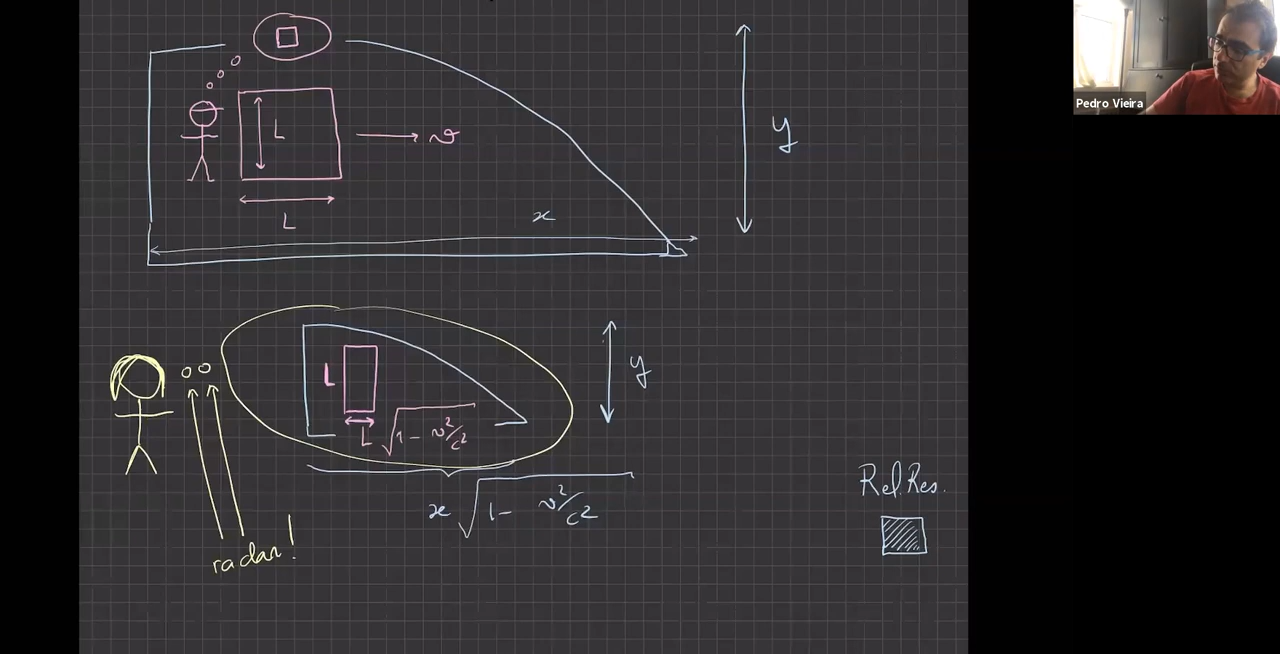 L
→ v
L
x
y
Pedro Vieira
L
L √(1 - v²/c²)
y
x √(1 - v²/c²)
radar!
Rel. Res.